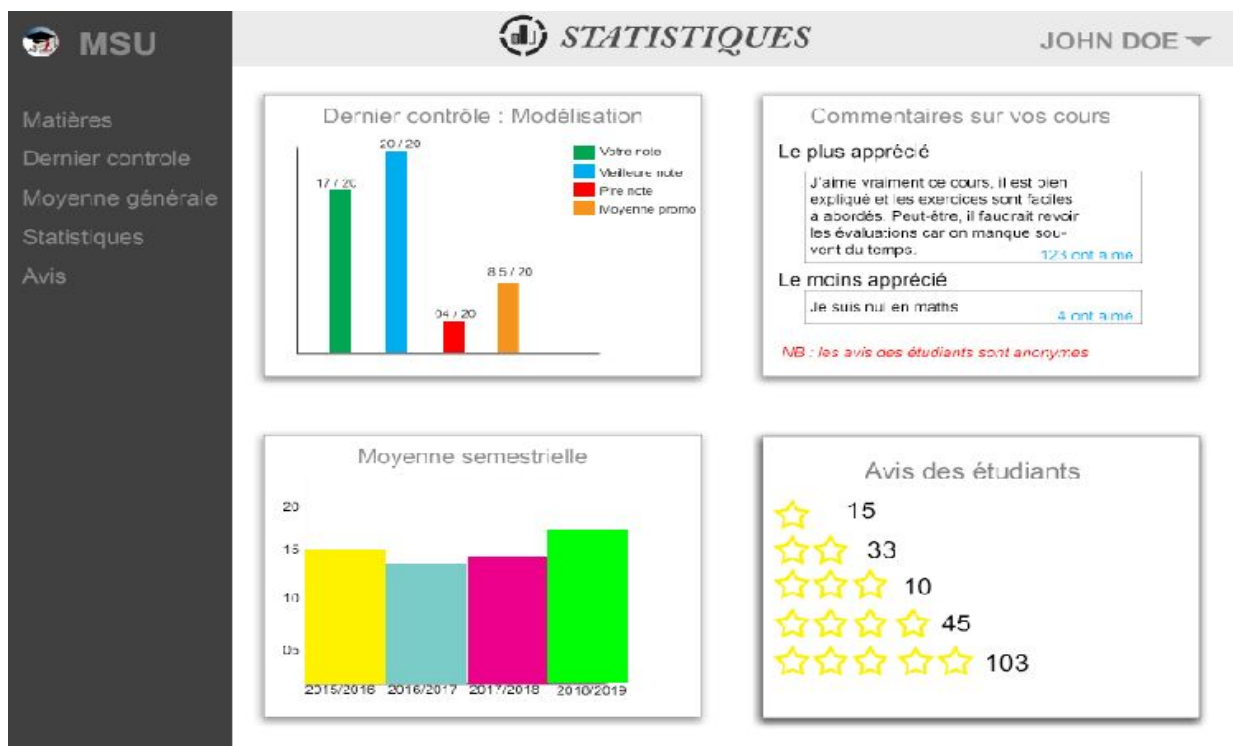 MSU
STATISTIQUES
JOHN DOE
Matières
Dernier controle
Moyenne générale
Statistiques
Avis
Dernier contrôle : Modélisation
20 / 20
17 / 20
8.5 / 20
04 / 20
Votre note
Meilleure note
Pire note
Moyenne promo
Commentaires sur vos cours
Le plus apprécié
J'aime vraiment ce cours, il est bien
expliqué et les exercices sont faciles
a abordés. Peut-être, il faudrait revoir
les évaluations car on manque sou-
vent du temps.
123 ont aimé
Le moins apprécié
Je suis nul en maths
4 ont aimé
NB : les avis des étudiants sont anonymes
Moyenne semestrielle
20
15
10
05
2015/2016 2016/2017 2017/2018 2018/2019
Avis des étudiants
15
33
10
45
103